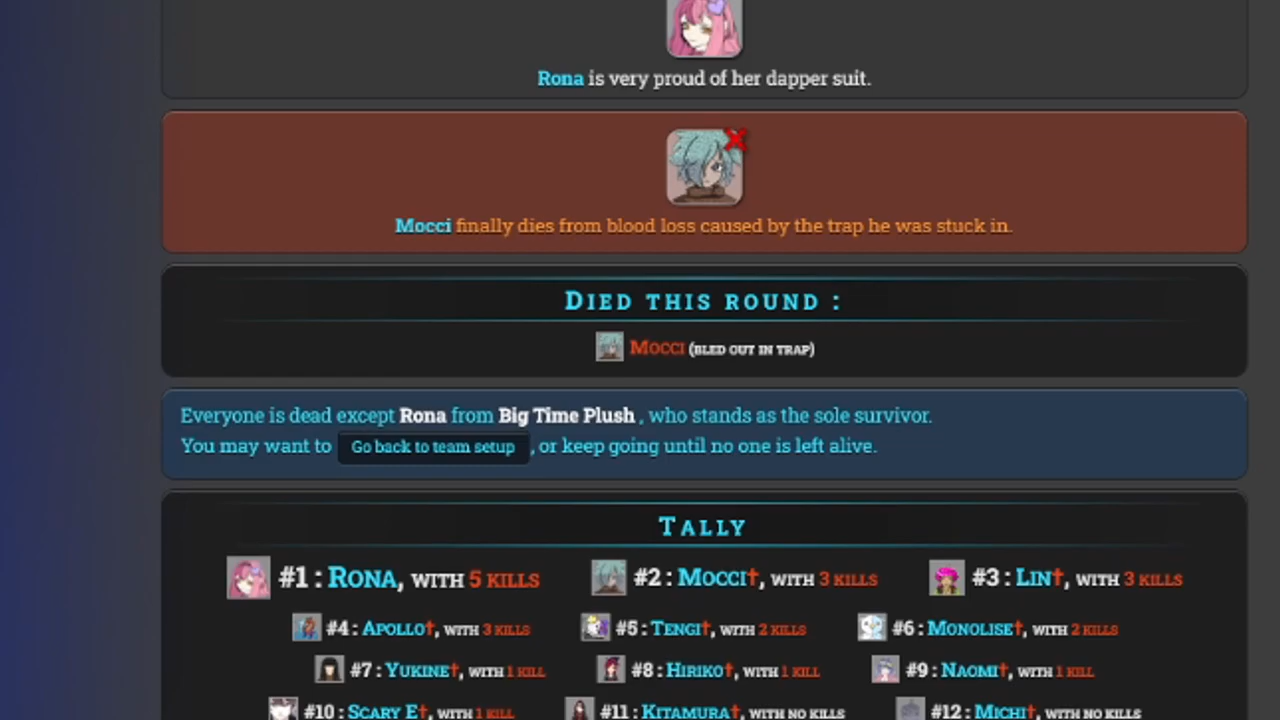 Rona is very proud of her dapper suit.
Mocci finally dies from blood loss caused by the trap he was stuck in.
Died this round :
Mocci (bled out in trap)
Everyone is dead except Rona from Big Time Plush , who stands as the sole survivor.
You may want to Go back to team setup , or keep going until no one is left alive.
Tally
#1 : Rona, with 5 kills #2 : Mocci†, with 3 kills #3 : Lin†, with 3 kills
#4 : Apollo†, with 3 kills #5 : Tengi†, with 2 kills #6 : Monolise†, with 2 kills
#7 : Yukine†, with 1 kill #8 : Hiriko†, with 1 kill #9 : Naomi†, with 1 kill
#10 : Scary E†, with 1 kill #11 : Kitamura†, with no kills #12 : Michi†, with no kills